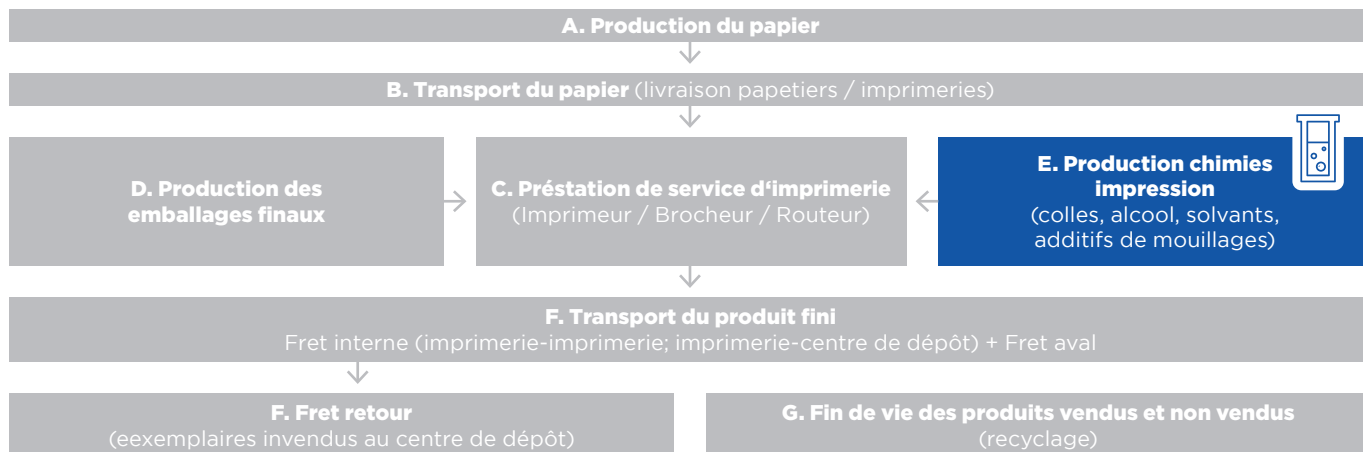 A. Production du papier
B. Transport du papier (livraison papetiers / imprimeries)
D. Production des
emballages finaux
C. Préstation de service d‘imprimerie
(Imprimeur / Brocheur / Routeur)
E. Production chimies
impression
(colles, alcool, solvants,
additifs de mouillages)
F. Transport du produit fini
Fret interne (imprimerie-imprimerie; imprimerie-centre de dépôt) + Fret aval
F. Fret retour
(eexemplaires invendus au centre de dépôt)
G. Fin de vie des produits vendus et non vendus
(recyclage)